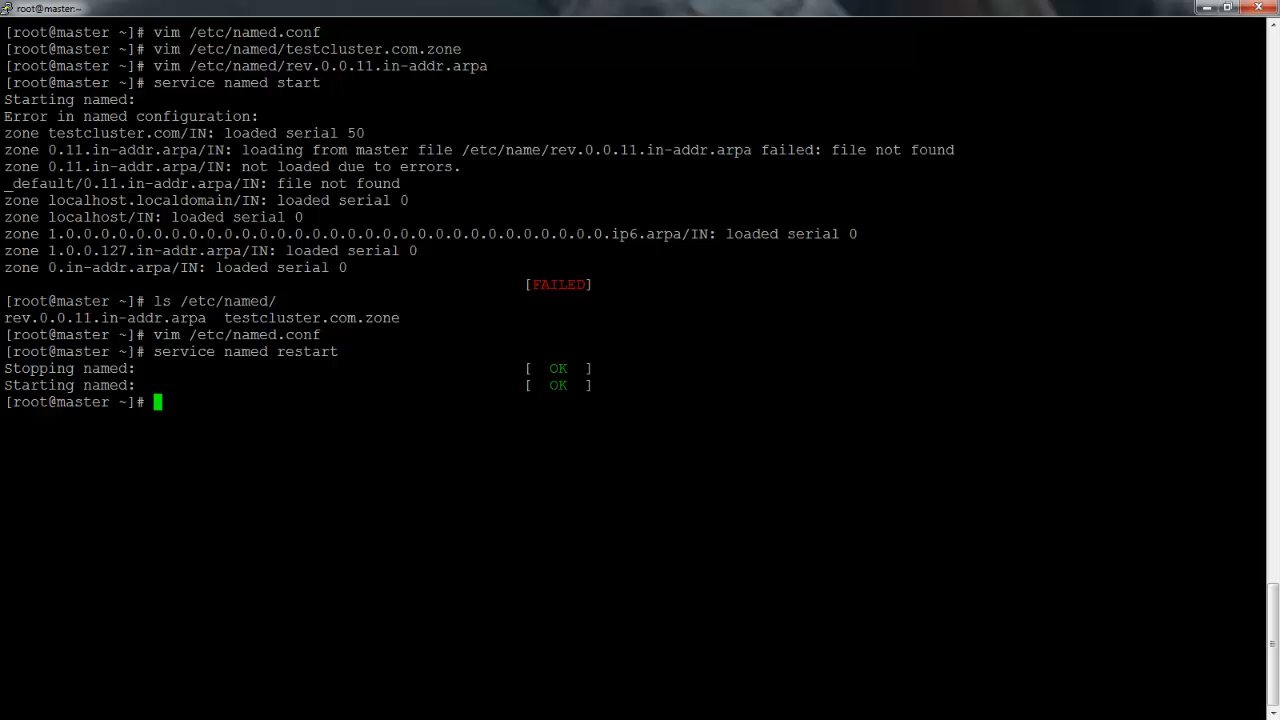 root@master:~
[root@master ~]# vim /etc/named.conf
[root@master ~]# vim /etc/named/testcluster.com.zone
[root@master ~]# vim /etc/named/rev.0.0.11.in-addr.arpa
[root@master ~]# service named start
Starting named:
Error in named configuration:
zone testcluster.com/IN: loaded serial 50
zone 0.11.in-addr.arpa/IN: loading from master file /etc/name/rev.0.0.11.in-addr.arpa failed: file not found
zone 0.11.in-addr.arpa/IN: not loaded due to errors.
_default/0.11.in-addr.arpa/IN: file not found
zone localhost.localdomain/IN: loaded serial 0
zone localhost/IN: loaded serial 0
zone 1.0.0.0.0.0.0.0.0.0.0.0.0.0.0.0.0.0.0.0.0.0.0.0.0.0.0.0.0.0.0.0.ip6.arpa/IN: loaded serial 0
zone 1.0.0.127.in-addr.arpa/IN: loaded serial 0
zone 0.in-addr.arpa/IN: loaded serial 0
[FAILED]
[root@master ~]# ls /etc/named/
rev.0.0.11.in-addr.arpa  testcluster.com.zone
[root@master ~]# vim /etc/named.conf
[root@master ~]# service named restart
Stopping named: [  OK  ]
Starting named: [  OK  ]
[root@master ~]#